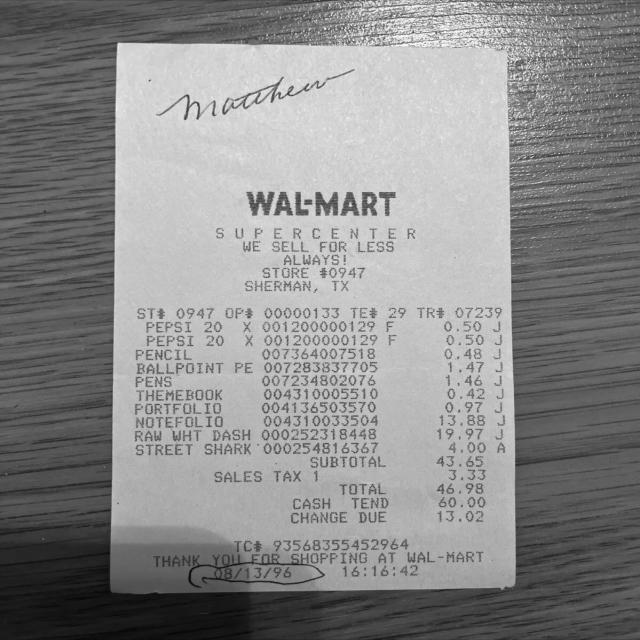 Matthew
WAL-MART
SUPERCENTER
WE SELL FOR LESS
ALWAYS!
STORE #0947
SHERMAN, TX
ST# 0947 OP# 00000133 TE# 29 TR# 07239
PEPSI 20 X 001200000129 F 0.50 J
PEPSI 20 X 001200000129 F 0.50 J
PENCIL 007364007518 0.48 J
BALLPOINT PE 007283837705 1.47 J
PENS 007234802076 1.46 J
THEMEBOOK 004310005510 0.42 J
PORTFOLIO 004136503570 0.97 J
NOTEFOLIO 004310033504 13.88 J
RAW WHT DASH 000252318448 19.97 J
STREET SHARK 000254816367 4.00 A
SUBTOTAL 43.65
SALES TAX 1 3.33
TOTAL 46.98
CASH TEND 60.00
CHANGE DUE 13.02
TC# 93568355452964
THANK YOU FOR SHOPPING AT WAL-MART
08/13/96 16:16:42